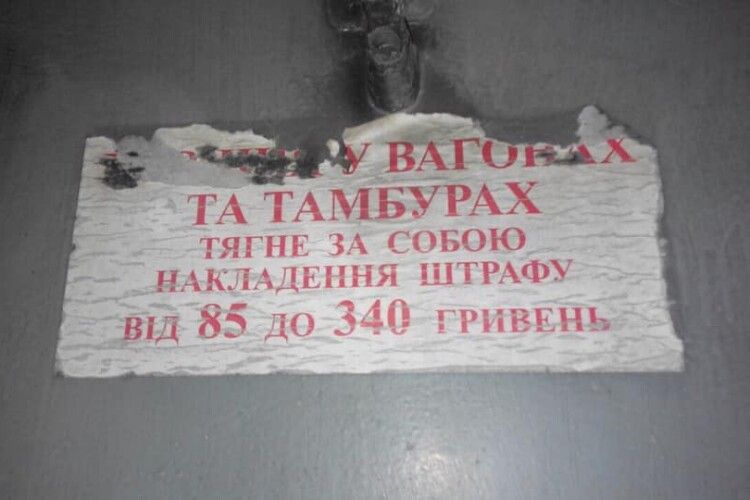 У ВАГОНАХ
ТА ТАМБУРАХ
ТЯГНЕ ЗА СОБОЮ
НАКЛАДЕННЯ ШТРАФУ
ВІД 85 ДО 340 ГРИВЕНЬ